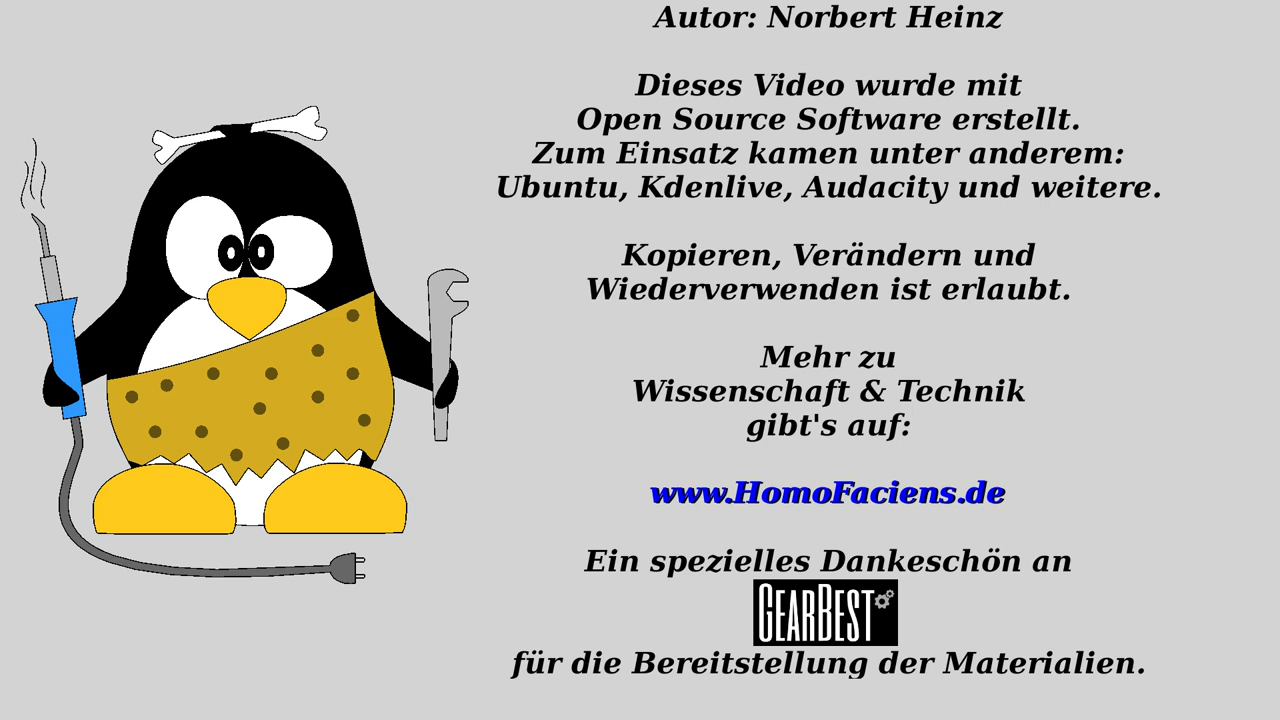 Autor: Norbert Heinz
Dieses Video wurde mit
Open Source Software erstellt.
Zum Einsatz kamen unter anderem:
Ubuntu, Kdenlive, Audacity und weitere.
Kopieren, Verändern und
Wiederverwenden ist erlaubt.
Mehr zu
Wissenschaft & Technik
gibt's auf:
www.HomoFaciens.de
Ein spezielles Dankeschön an
GEARBEST
für die Bereitstellung der Materialien.